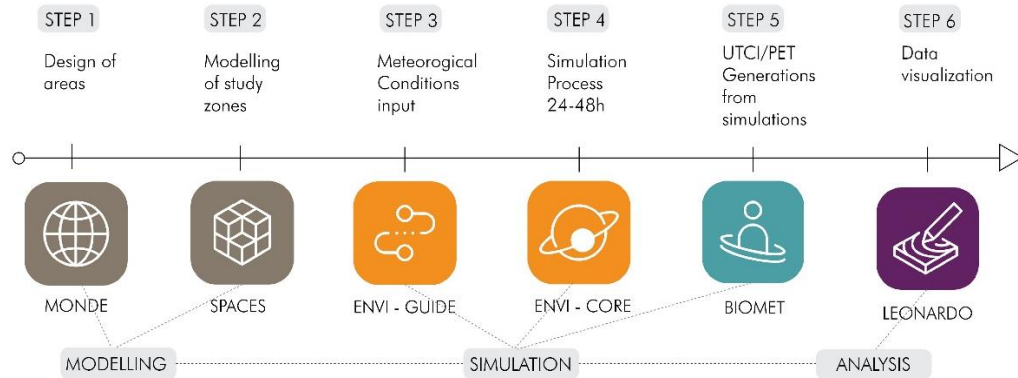 STEP 1
STEP 2
STEP 3
STEP 4
STEP 5
STEP 6
Design of
areas
Modelling
of study
zones
Meteorogical
Conditions
input
Simulation
Process
24-48h
UTCI/PET
Generations
from
simulations
Data
visualization
MONDE
SPACES
ENVI - GUIDE
ENVI - CORE
BIOMET
LEONARDO
MODELLING
SIMULATION
ANALYSIS